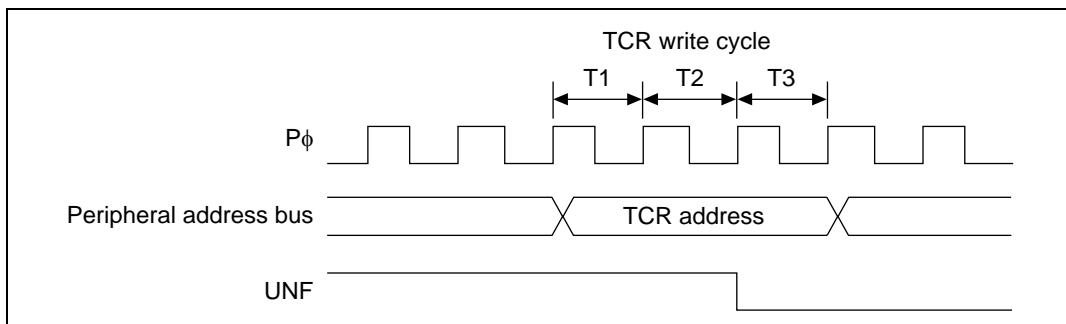 TCR write cycle
T1 T2 T3
Pϕ
Peripheral address bus TCR address
UNF